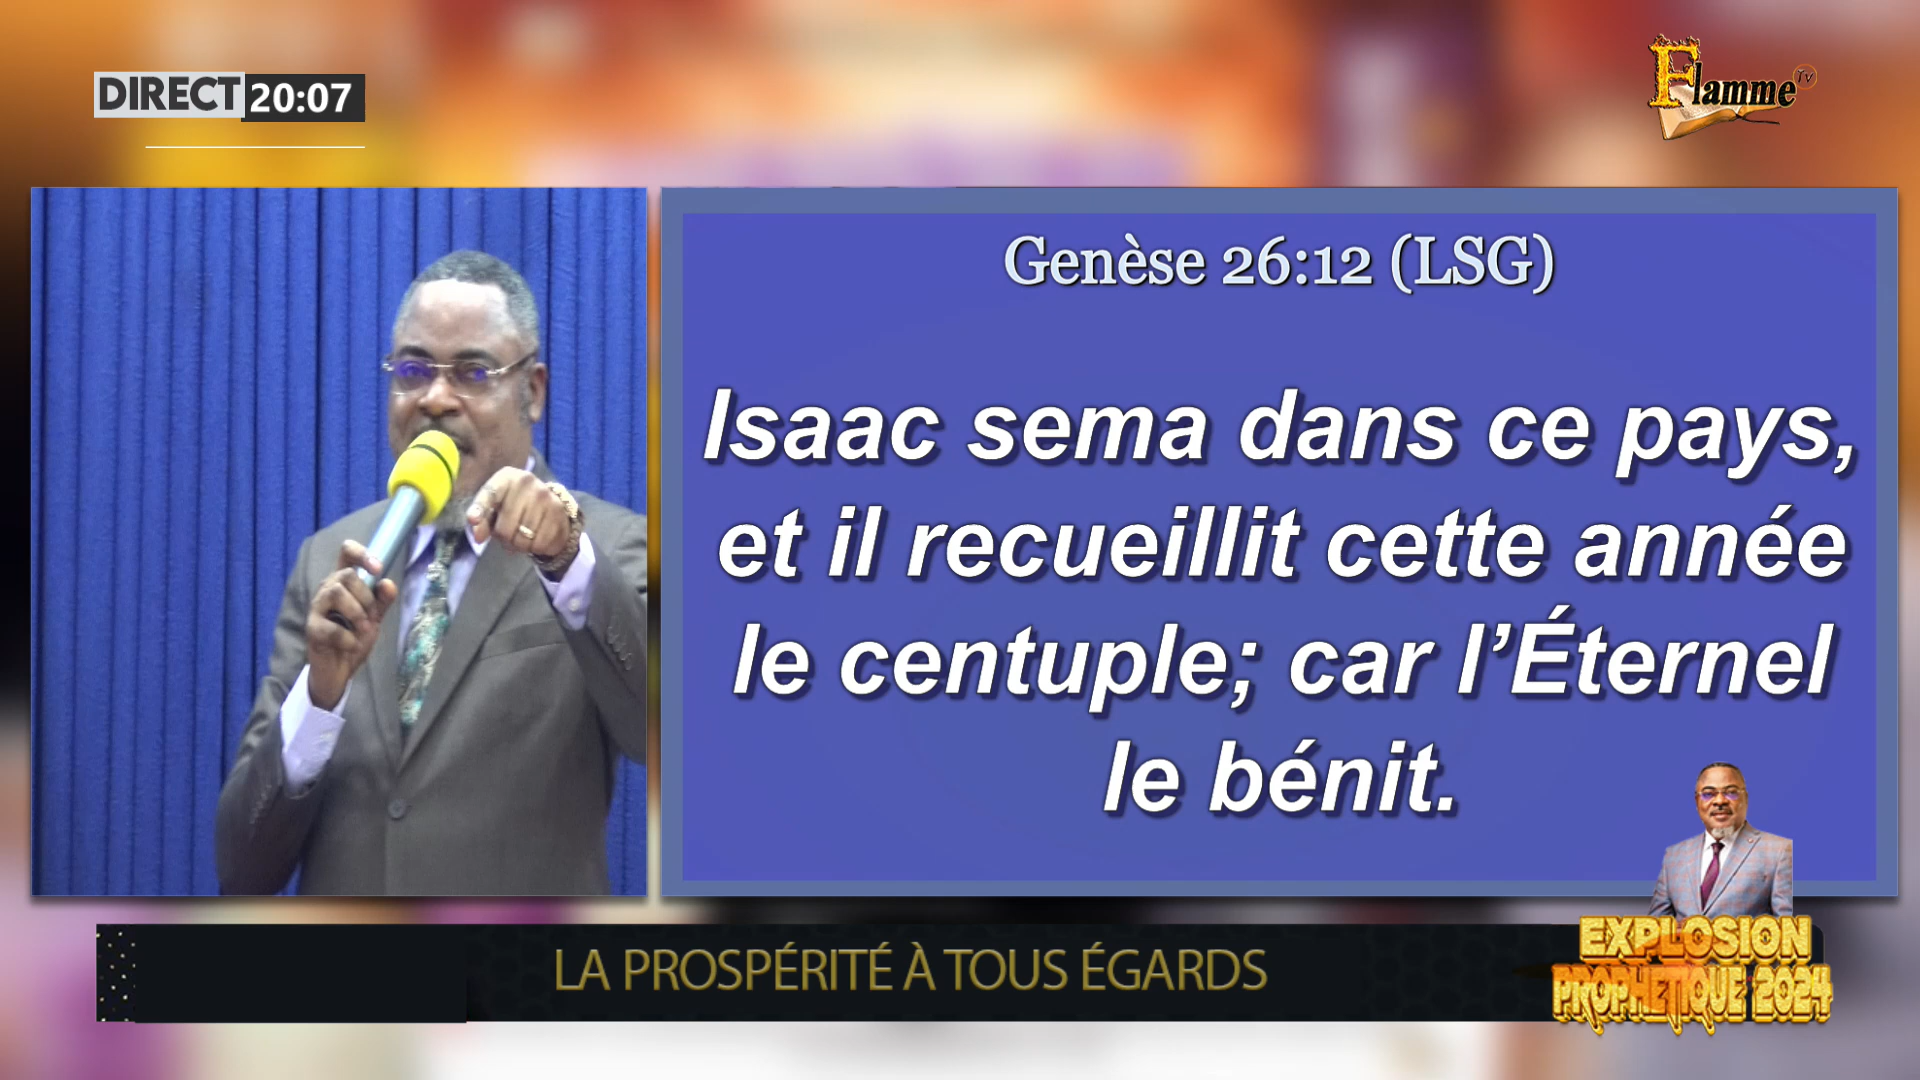 DIRECT 20:07
Flamme TV
Genèse 26:12 (LSG)
Isaac sema dans ce pays,
et il recueillit cette année
le centuple; car l’Éternel
le bénit.
LA PROSPÉRITÉ À TOUS ÉGARDS
EXPLOSION
PROPHETIQUE 2024